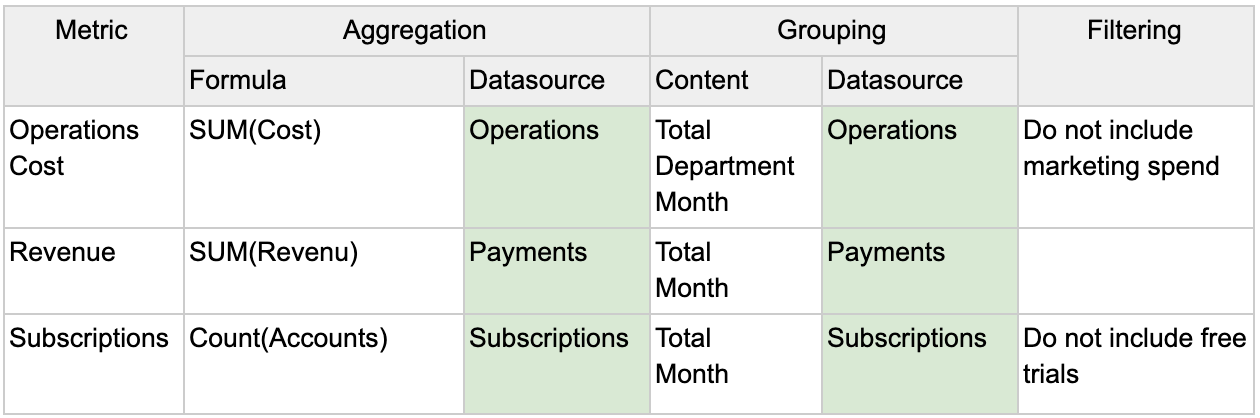 Metric Aggregation Grouping Filtering
Formula Datasource Content Datasource
Operations Cost SUM(Cost) Operations Total Department Month Operations Do not include marketing spend
Revenue SUM(Revenu) Payments Total Month Payments
Subscriptions Count(Accounts) Subscriptions Total Month Subscriptions Do not include free trials